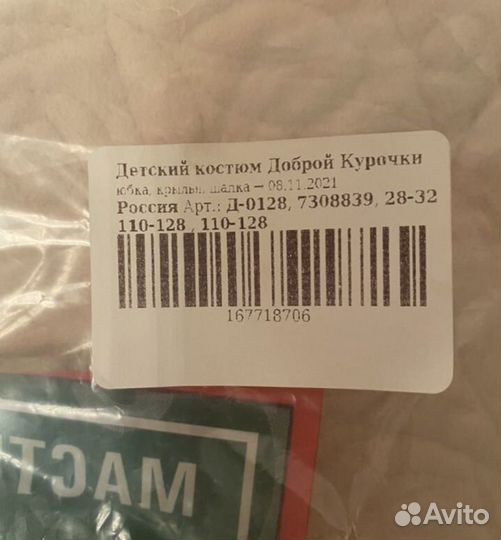 Детский костюм Доброй Курочки
юбка, крылья, шапка – 08.11.2021
Россия Арт.: Д-0128, 7308839, 28-32
110-128 , 110-128
167718706
МАСТ
Avito